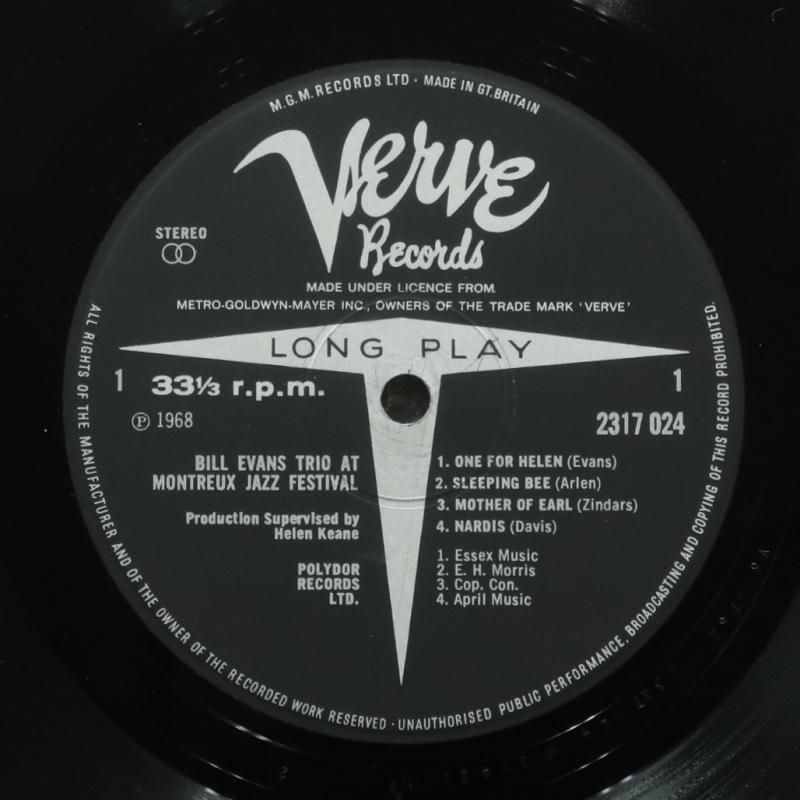 M.G.M. RECORDS LTD · MADE IN GT. BRITAIN
Verve
Records
STEREO
MADE UNDER LICENCE FROM.
METRO-GOLDWYN-MAYER INC., OWNERS OF THE TRADE MARK 'VERVE'
LONG PLAY
1 33⅓ r.p.m.
1
℗ 1968
2317 024
BILL EVANS TRIO AT
MONTREUX JAZZ FESTIVAL
Production Supervised by
Helen Keane
POLYDOR
RECORDS
LTD.
1. ONE FOR HELEN (Evans)
2. SLEEPING BEE (Arlen)
3. MOTHER OF EARL (Zindars)
4. NARDIS (Davis)
1. Essex Music
2. E. H. Morris
3. Cop. Con.
4. April Music
ALL RIGHTS OF THE MANUFACTURER AND OF THE OWNER OF THE RECORDED WORK RESERVED · UNAUTHORISED PUBLIC PERFORMANCE, BROADCASTING AND COPYING OF THIS RECORD PROHIBITED.